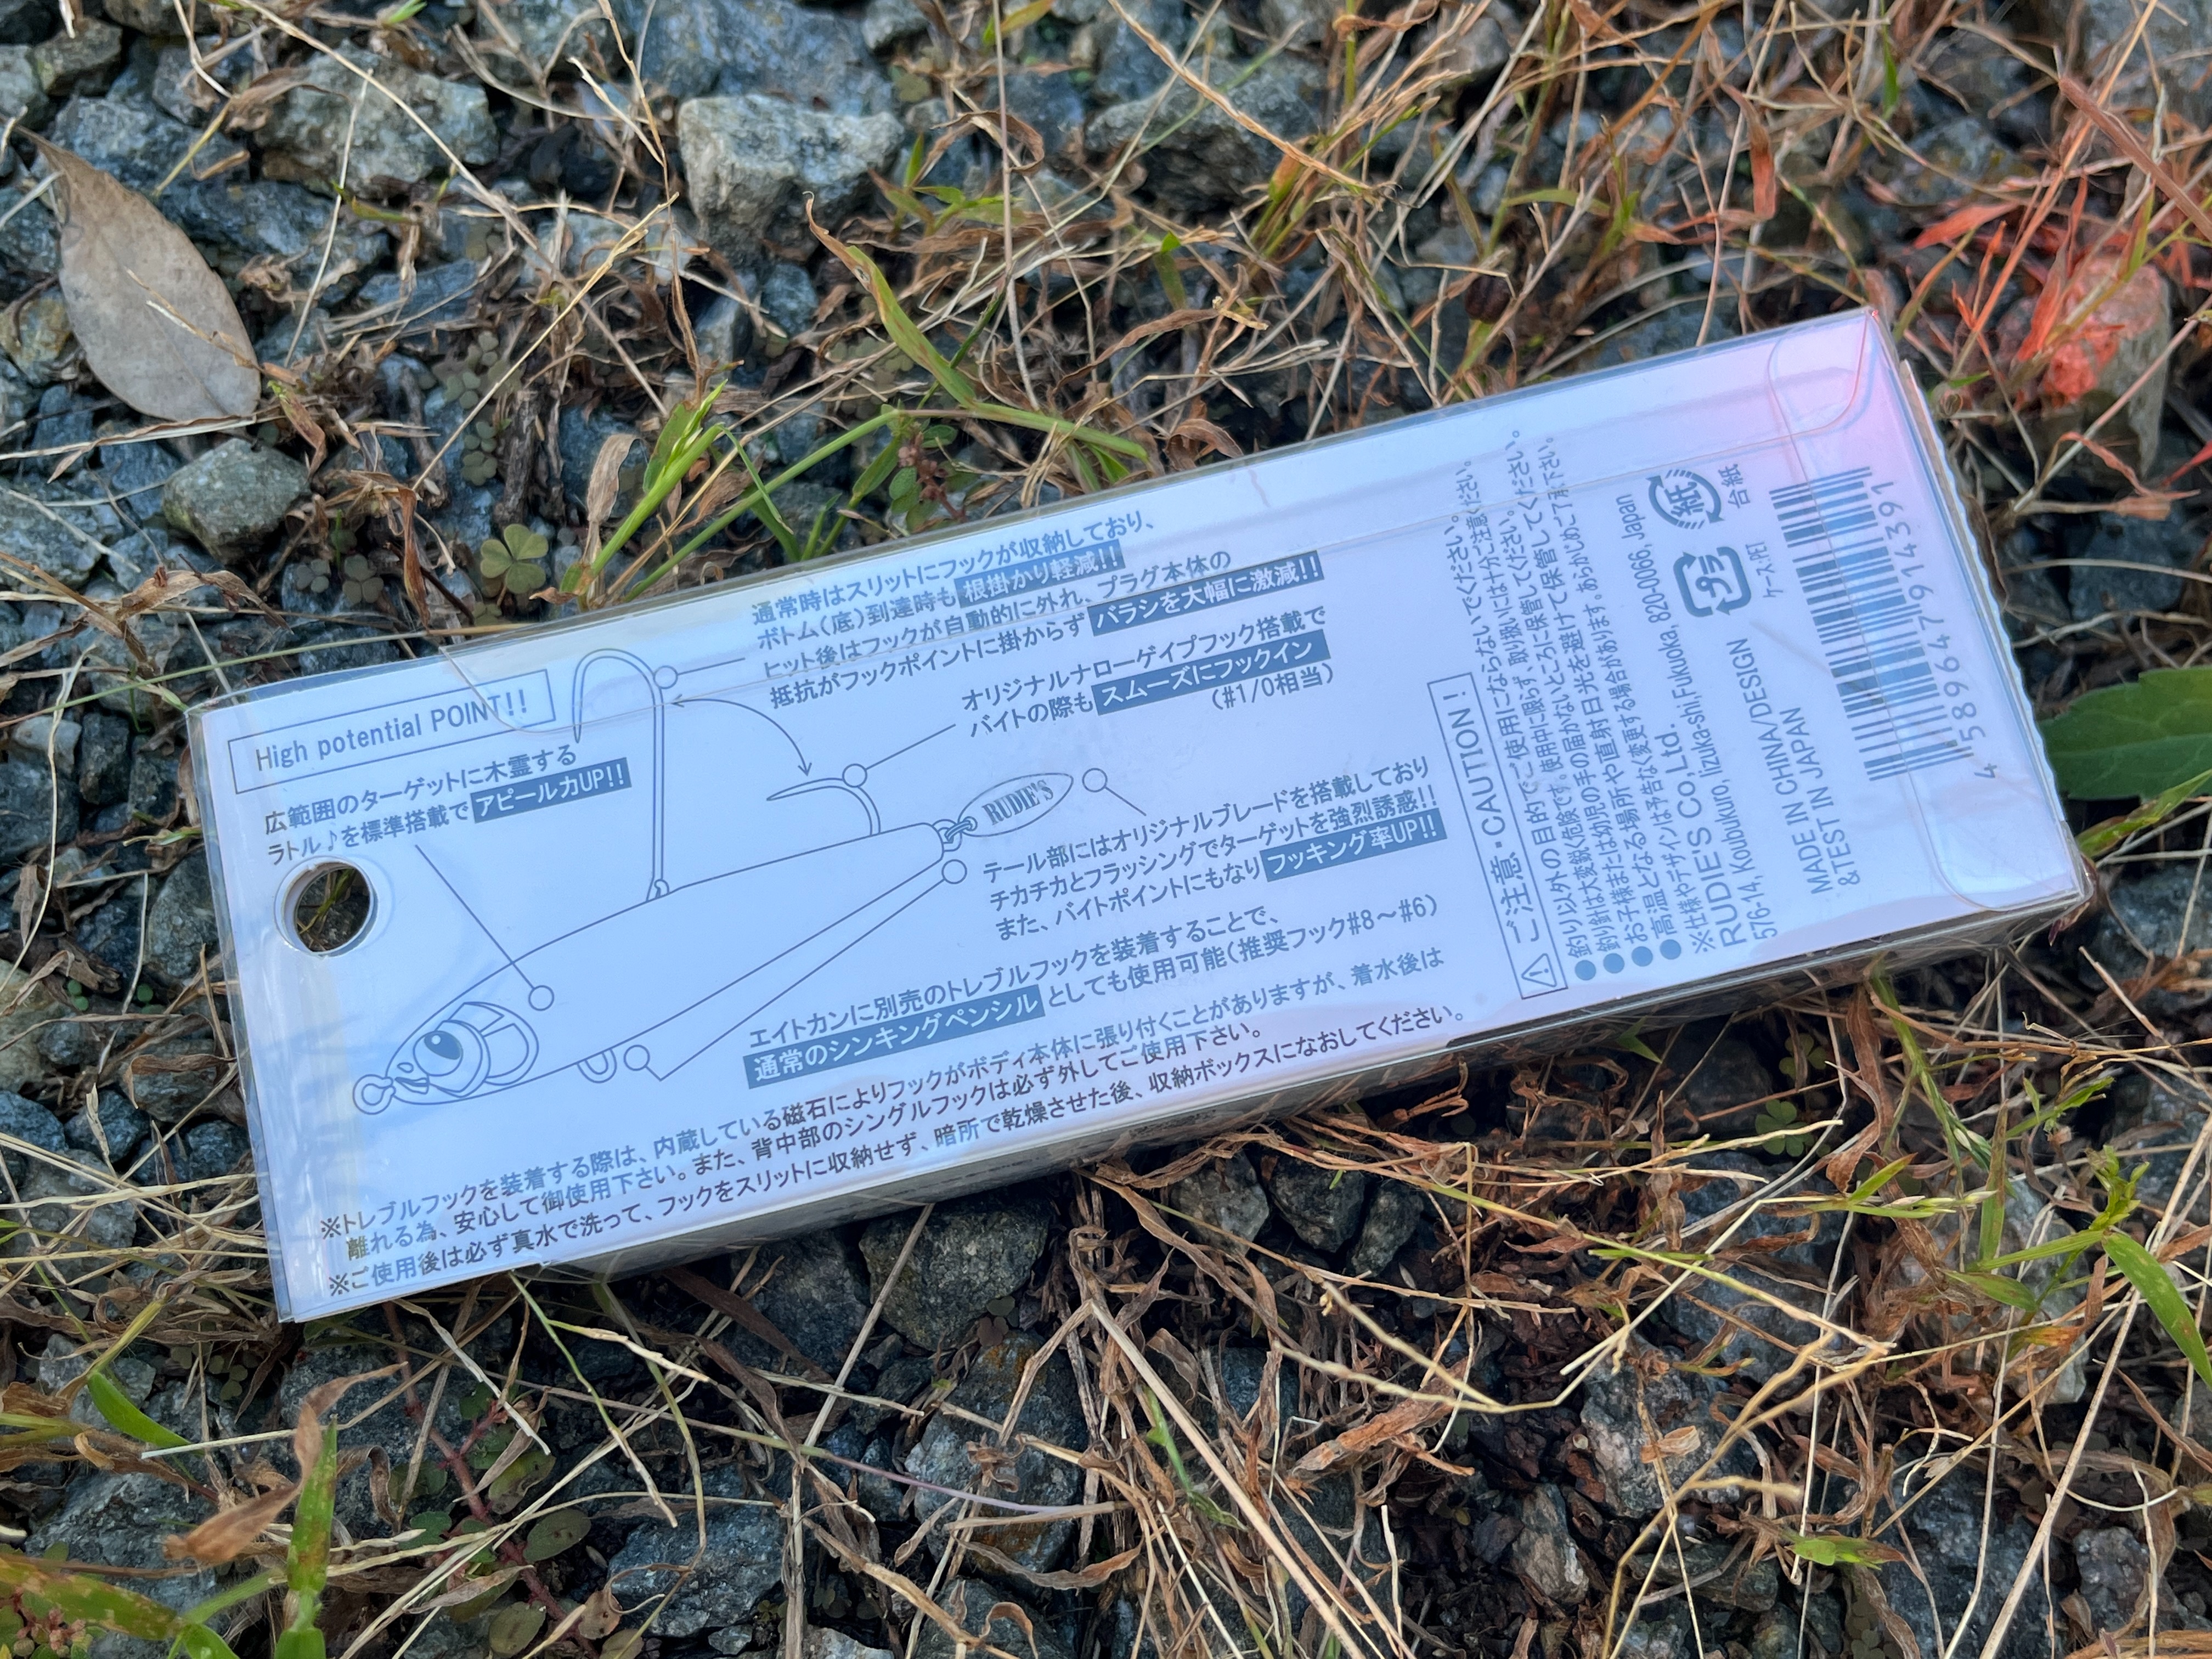 High potential POINT!!
広範囲のターゲットに木霊する
ラトル♪を標準搭載でアピール力UP!!
通常時はスリットにフックが収納しており、
ボトム(底)到達時も根掛かり軽減!!
ヒット後はフックが自動的に外れ、プラグ本体の
抵抗がフックポイントに掛からずバラシを大幅に激減!!
オリジナルナローゲイプフック搭載で
バイトの際もスムーズにフックイン
(#1/0相当)
RUDIE'S
テール部にはオリジナルブレードを搭載しており
チカチカとフラッシングでターゲットを強烈誘惑!!
また、バイトポイントにもなりフッキング率UP!!
エイトカンに別売のトレブルフックを装着することで、
通常のシンキングペンシルとしても使用可能(推奨フック#8〜#6)
※トレブルフックを装着する際は、内蔵している磁石によりフックがボディ本体に張り付くことがありますが、着水後は
離れる為、安心して御使用下さい。また、背中部のシングルフックは必ず外してご使用下さい。
※ご使用後は必ず真水で洗って、フックをスリットに収納せず、暗所で乾燥させた後、収納ボックスになおしてください。
ご注意・CAUTION!
●釣り以外の目的でご使用にならないでください。
●釣り針は大変鋭く危険です。使用中に限らず、取り扱いには十分ご注意ください。
●お子様または幼児の手の届かないところに保管してください。
●高温となる場所や直射日光を避けて保管してください。
※仕様やデザインは予告なく変更する場合があります。あらかじめご了承下さい。
RUDIE'S CO,Ltd.
576-14, Koubukuro, Iizuka-shi,Fukuoka, 820-0066, Japan
MADE IN CHINA/DESIGN
&TEST IN JAPAN
プラ
ケース:PET
紙
台紙
4 589647 914391